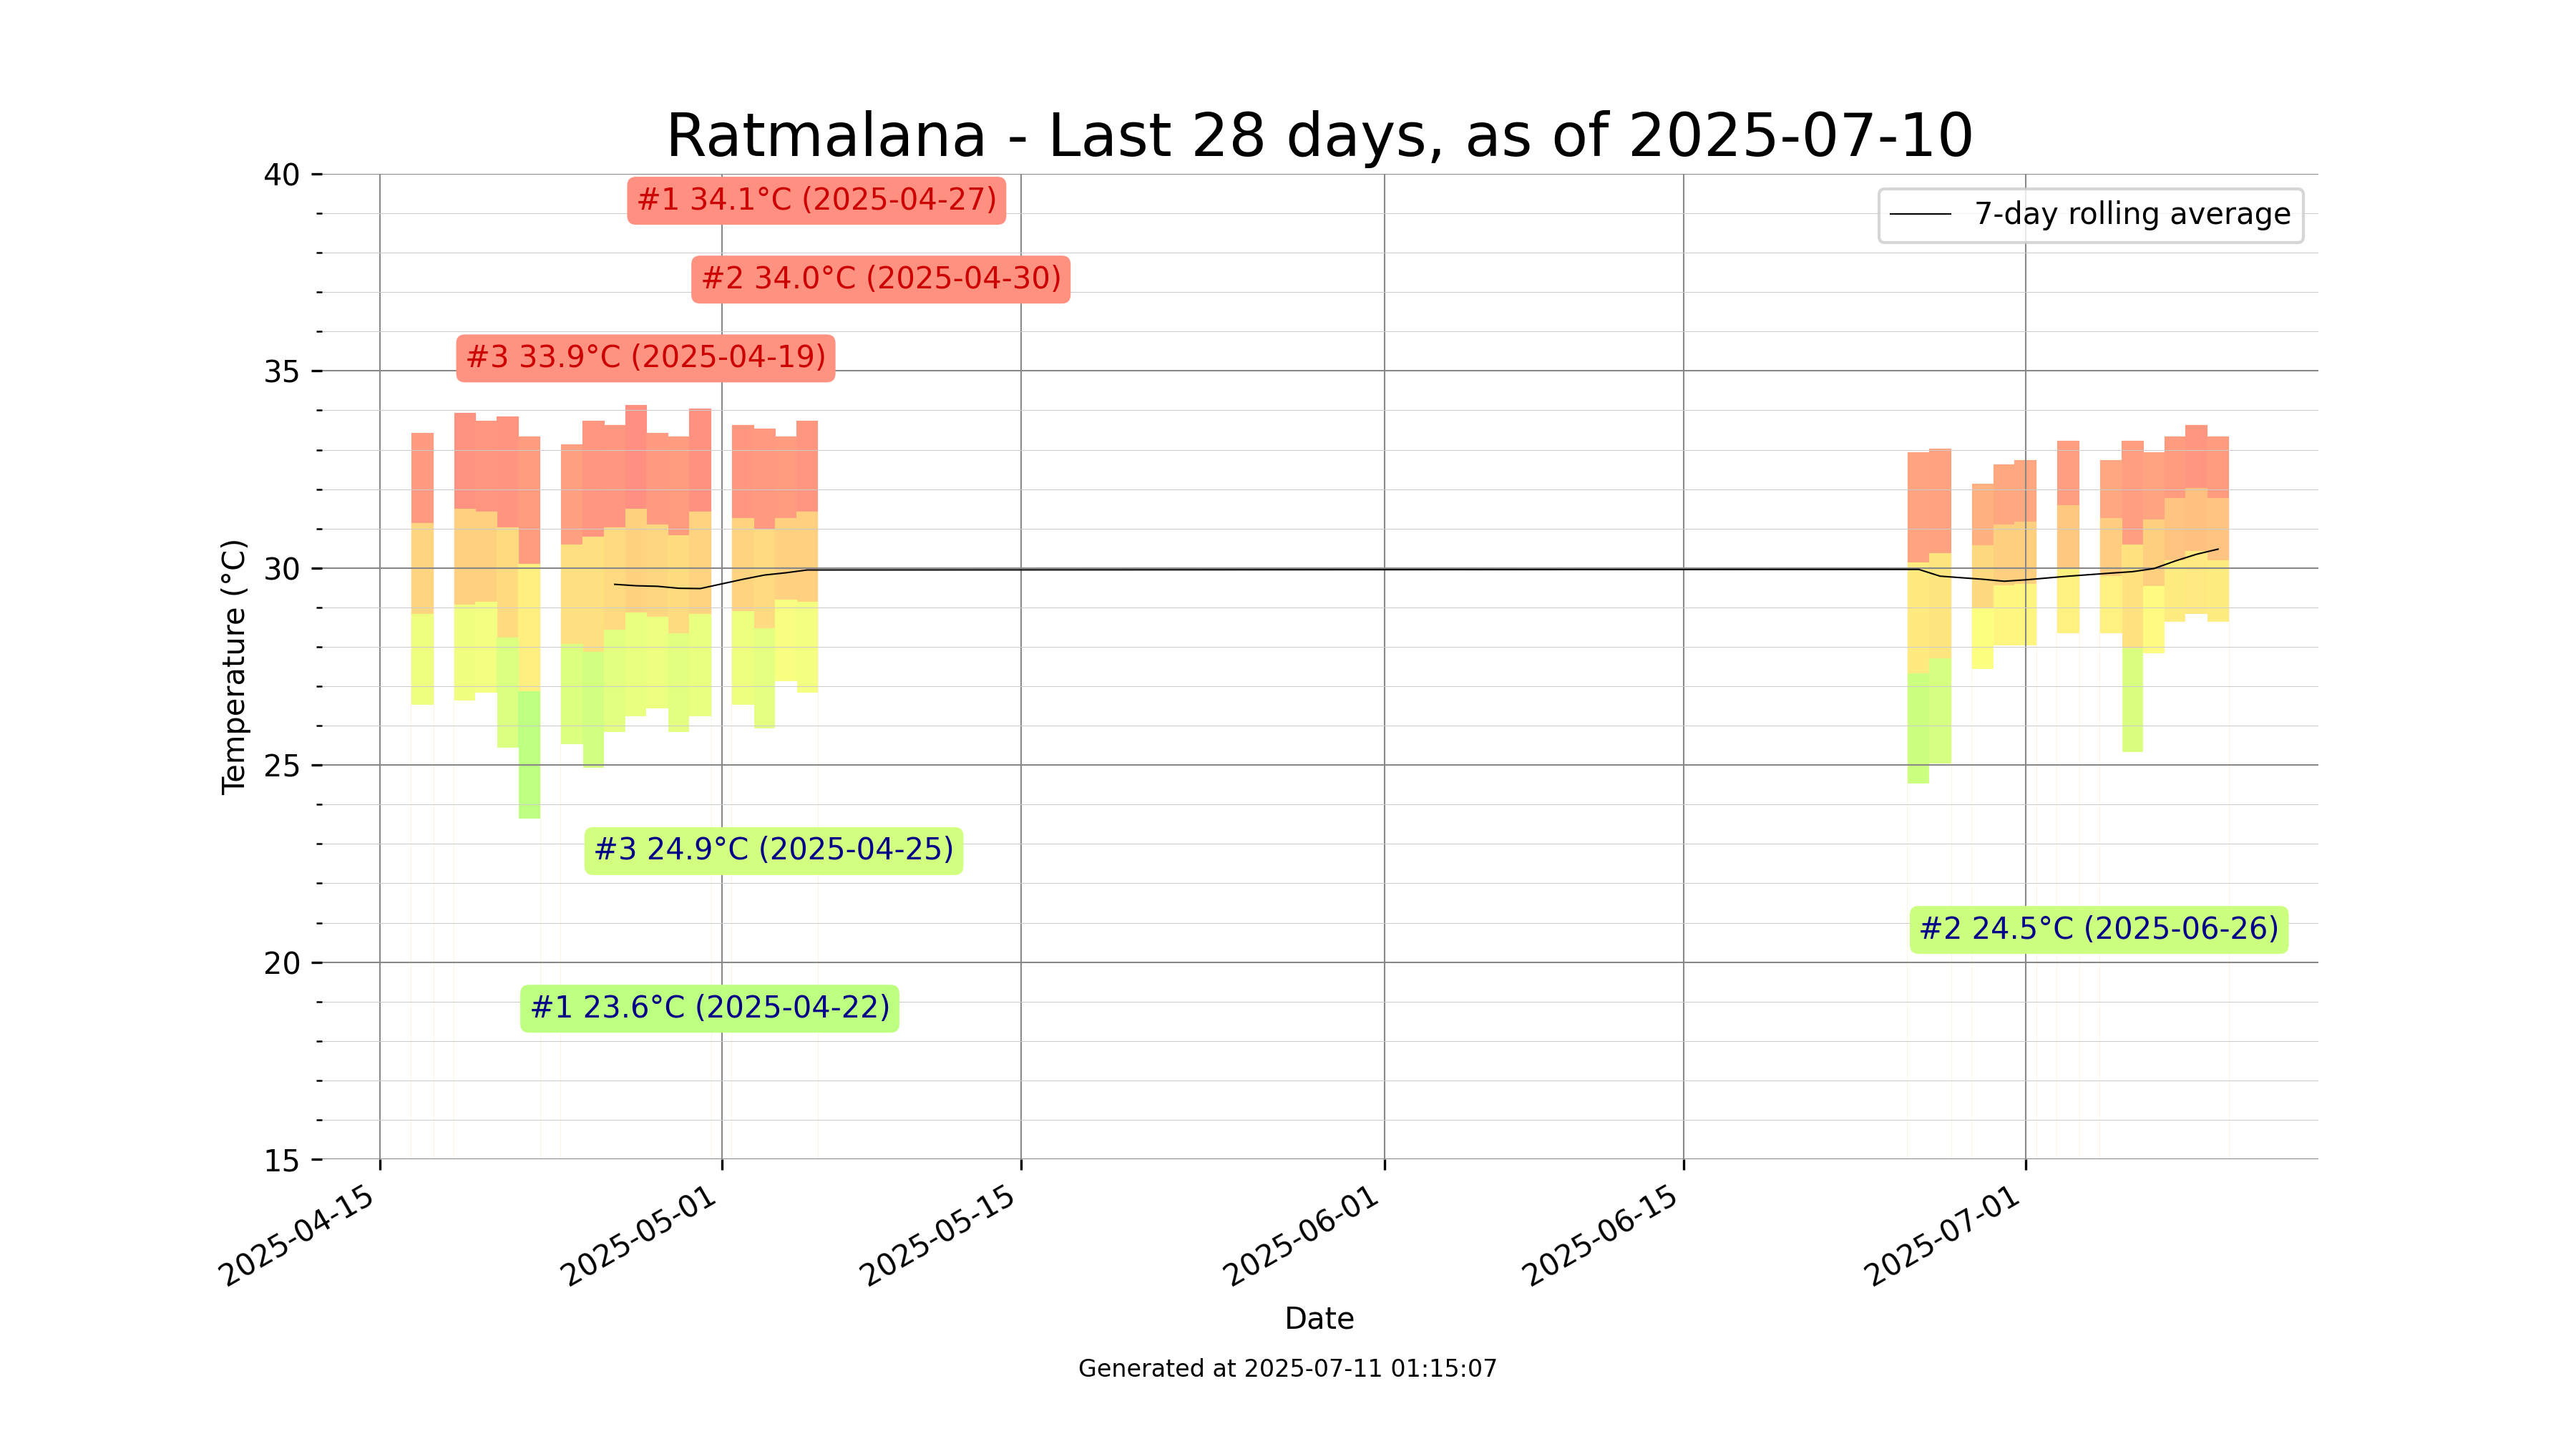 Ratmalana - Last 28 days, as of 2025-07-10
40
#1 34.1°C (2025-04-27)
7-day rolling average
#2 34.0°C (2025-04-30)
#3 33.9°C (2025-04-19)
35
30
Temperature (°C)
25
#3 24.9°C (2025-04-25)
#2 24.5°C (2025-06-26)
20
#1 23.6°C (2025-04-22)
15
2025-04-15
2025-05-01
2025-05-15
2025-06-01
2025-06-15
2025-07-01
Date
Generated at 2025-07-11 01:15:07